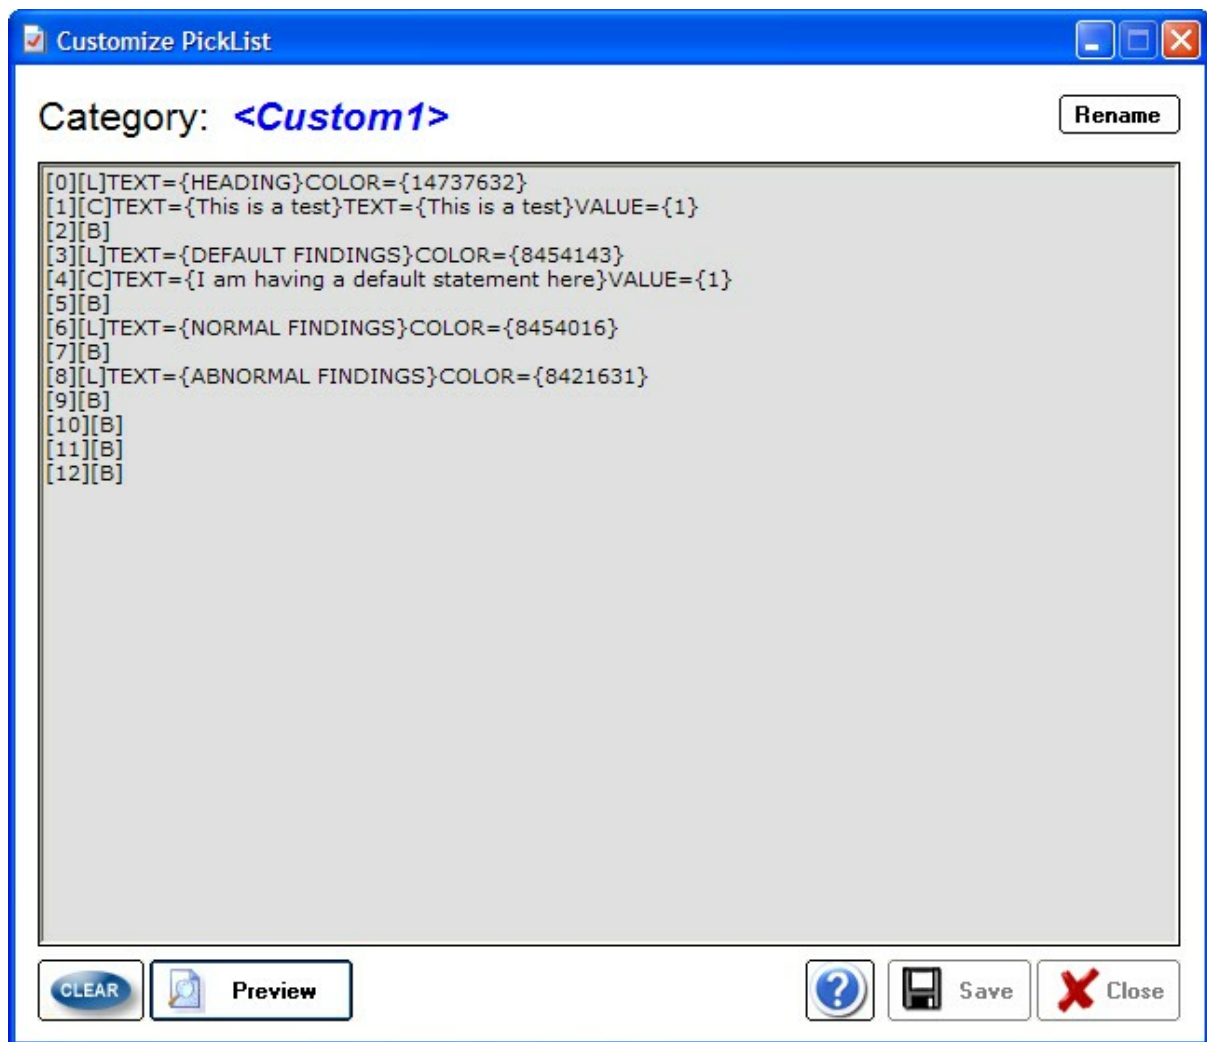 Customize PickList
Category: <Custom1>
Rename
[0][L]TEXT={HEADING}COLOR={14737632}
[1][C]TEXT={This is a test}TEXT={This is a test}VALUE={1}
[2][B]
[3][L]TEXT={DEFAULT FINDINGS}COLOR={8454143}
[4][C]TEXT={I am having a default statement here}VALUE={1}
[5][B]
[6][L]TEXT={NORMAL FINDINGS}COLOR={8454016}
[7][B]
[8][L]TEXT={ABNORMAL FINDINGS}COLOR={8421631}
[9][B]
[10][B]
[11][B]
[12][B]
CLEAR Preview ? Save Close